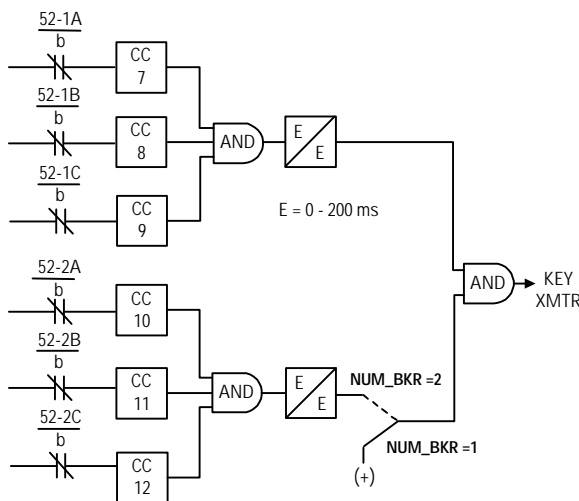 52-1A
b
CC
7
52-1B
b
CC
8
AND
E
E
52-1C
b
CC
9
E = 0 - 200 ms
AND
KEY
XMTR
52-2A
b
CC
10
52-2B
b
CC
11
AND
E
E
NUM_BKR =2
NUM_BKR =1
(+)
52-2C
b
CC
12